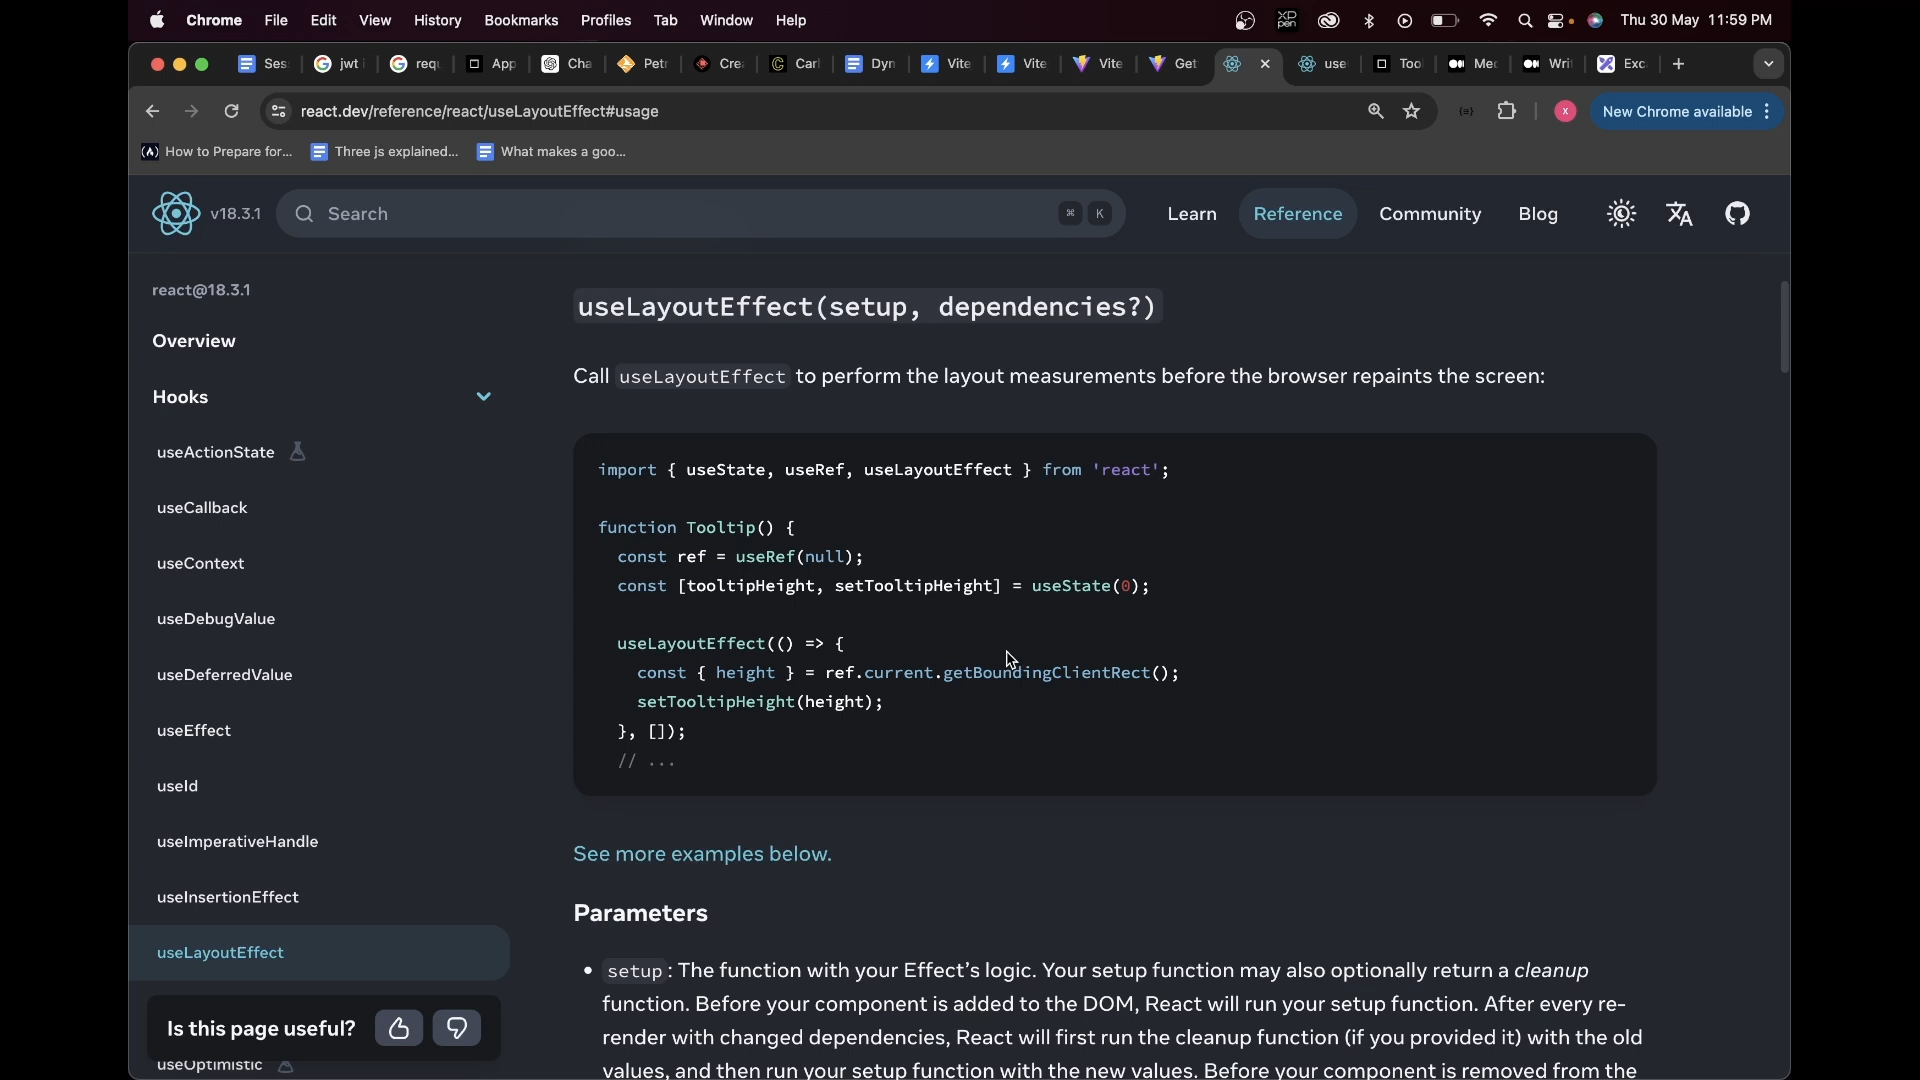 Chrome File Edit View History Bookmarks Profiles Tab Window Help XP pen Thu 30 May 11:59 PM
Ses jwt requ App Cha Petr Crea Carl Dyn Vite Vite Vite Get use Too Med Writ Exc
react.dev/reference/react/useLayoutEffect#usage X New Chrome available
How to Prepare for... Three js explained... What makes a goo...
v18.3.1 Search ⌘ K Learn Reference Community Blog
react@18.3.1
Overview
Hooks
useActionState
useCallback
useContext
useDebugValue
useDeferredValue
useEffect
useId
useImperativeHandle
useInsertionEffect
useLayoutEffect
Is this page useful?
useOptimistic
useLayoutEffect(setup, dependencies?)
Call useLayoutEffect to perform the layout measurements before the browser repaints the screen:
import { useState, useRef, useLayoutEffect } from 'react';
function Tooltip() {
const ref = useRef(null);
const [tooltipHeight, setTooltipHeight] = useState(0);
useLayoutEffect(() => {
const { height } = ref.current.getBoundingClientRect();
setTooltipHeight(height);
}, []);
// ...
See more examples below.
Parameters
• setup: The function with your Effect’s logic. Your setup function may also optionally return a cleanup
function. Before your component is added to the DOM, React will run your setup function. After every re-
render with changed dependencies, React will first run the cleanup function (if you provided it) with the old
values, and then run your setup function with the new values. Before your component is removed from the